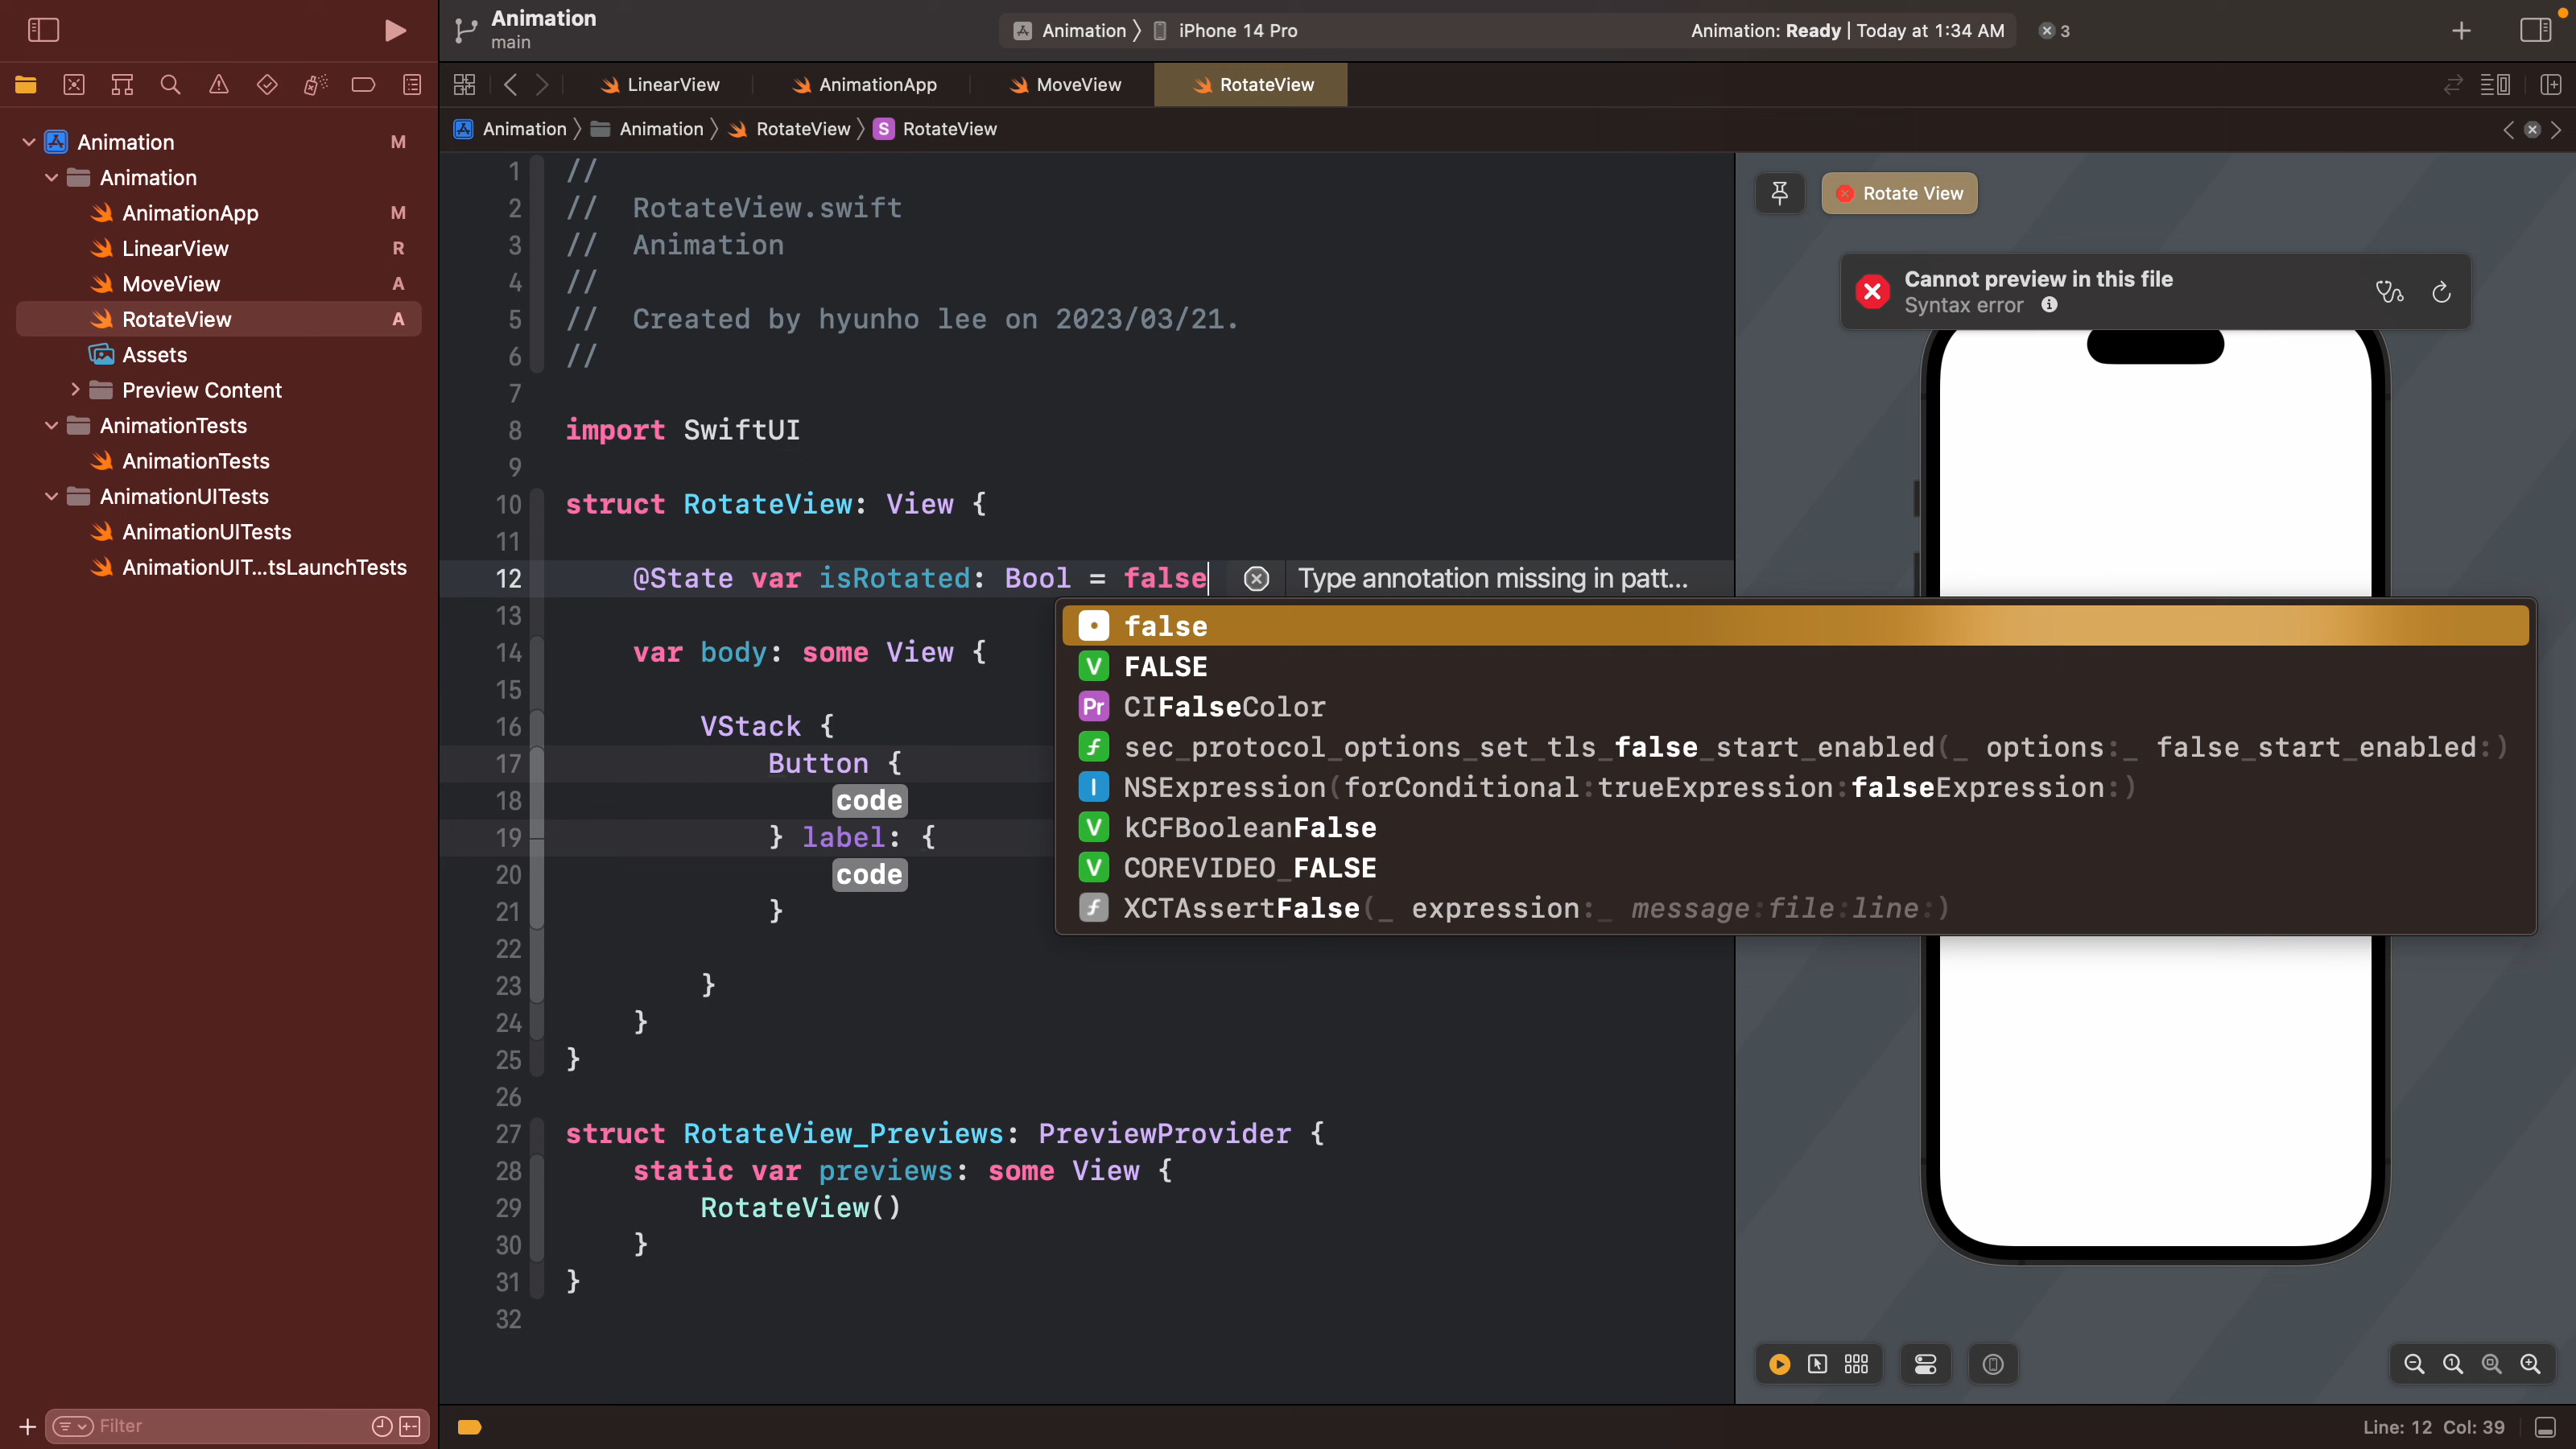 Animation
main
Animation
iPhone 14 Pro
Animation: Ready | Today at 1:34 AM
3
LinearView
AnimationApp
MoveView
RotateView
Animation
Animation
RotateView
S RotateView
Animation M
Animation
AnimationApp M
LinearView R
MoveView A
RotateView A
Assets
Preview Content
AnimationTests
AnimationTests
AnimationUITests
AnimationUITests
AnimationUIT...tsLaunchTests
Filter
1 //
2 //  RotateView.swift
3 //  Animation
4 //
5 //  Created by hyunho lee on 2023/03/21.
6 //
7
8 import SwiftUI
9
10 struct RotateView: View {
11
12     @State var isRotated: Bool = false
Type annotation missing in patt...
13
14     var body: some View {
15
16         VStack {
17             Button {
18                 code
19             } label: {
20                 code
21             }
22
23         }
24     }
25 }
26
27 struct RotateView_Previews: PreviewProvider {
28     static var previews: some View {
29         RotateView()
30     }
31 }
32
false
V FALSE
Pr CIFalseColor
f sec_protocol_options_set_tls_false_start_enabled(_ options:_ false_start_enabled:)
I NSExpression(forConditional:trueExpression:falseExpression:)
V kCFBooleanFalse
V COREVIDEO_FALSE
f XCTAssertFalse(_ expression:_ message:file:line:)
Rotate View
Cannot preview in this file
Syntax error
Line: 12 Col: 39